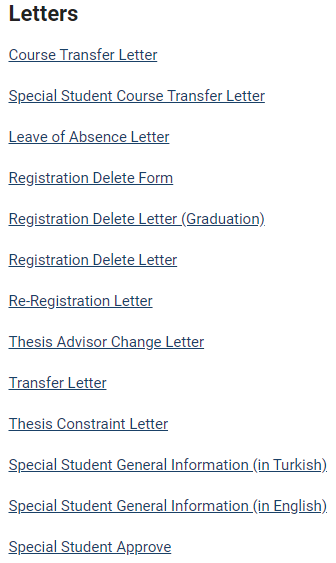 Letters
Course Transfer Letter
Special Student Course Transfer Letter
Leave of Absence Letter
Registration Delete Form
Registration Delete Letter (Graduation)
Registration Delete Letter
Re-Registration Letter
Thesis Advisor Change Letter
Transfer Letter
Thesis Constraint Letter
Special Student General Information (in Turkish)
Special Student General Information (in English)
Special Student Approve